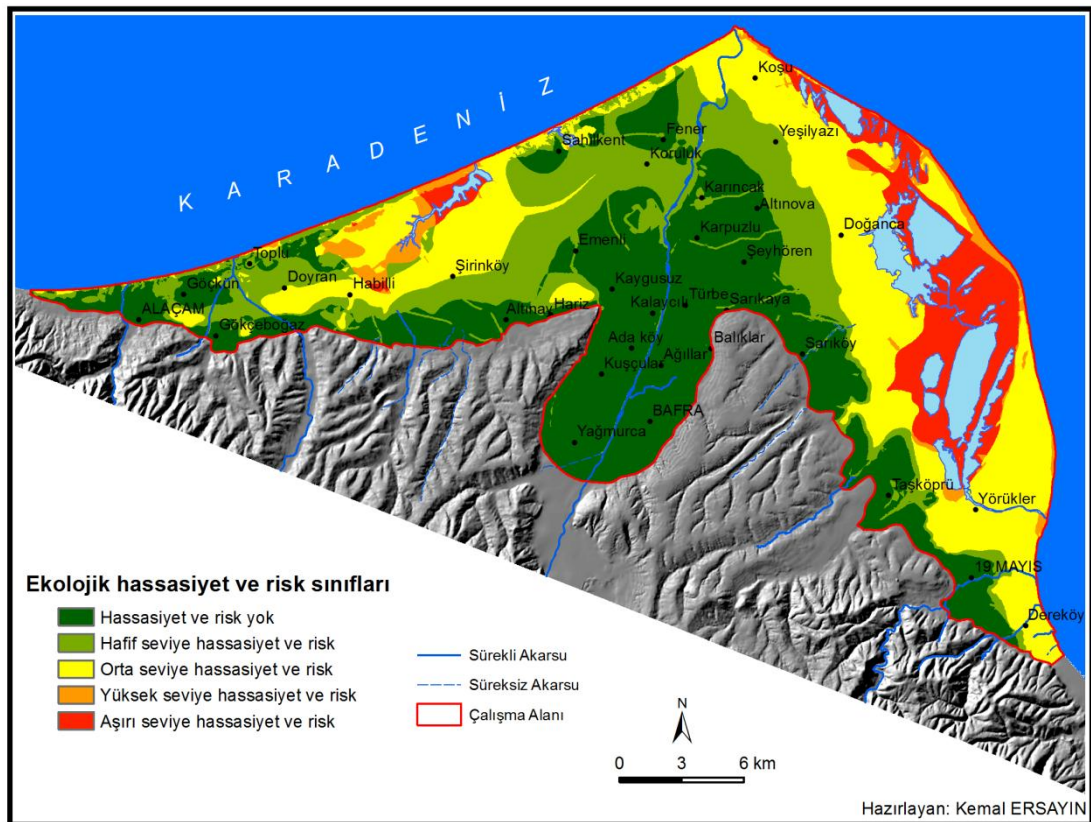 KARADENİZ
Koşu
Fener
Sahilkent
Yeşilyazı
Koruluk
Karıncak
Altınova
Karpuzlu
Doğanca
Emenli
Toplu
Şeyhören
Şirinköy
Göçkün
Doyran
Habilli
Kaygusuz
Türbe
Hariz
Kalavcılı
Sarıkaya
ALAÇAM
Altınay
Gökçeboğaz
Ada köy
Balıklar
Sarıköy
Ağıllar
Kuşçular
BAFRA
Yağmurca
Taşköprü
Yörükler
19 MAYIS
Dereköy
Ekolojik hassasiyet ve risk sınıfları
Hassasiyet ve risk yok
Hafif seviye hassasiyet ve risk
Orta seviye hassasiyet ve risk
Yüksek seviye hassasiyet ve risk
Aşırı seviye hassasiyet ve risk
Sürekli Akarsu
Süreksiz Akarsu
Çalışma Alanı
N
0 3 6 km
Hazırlayan: Kemal ERSAYIN